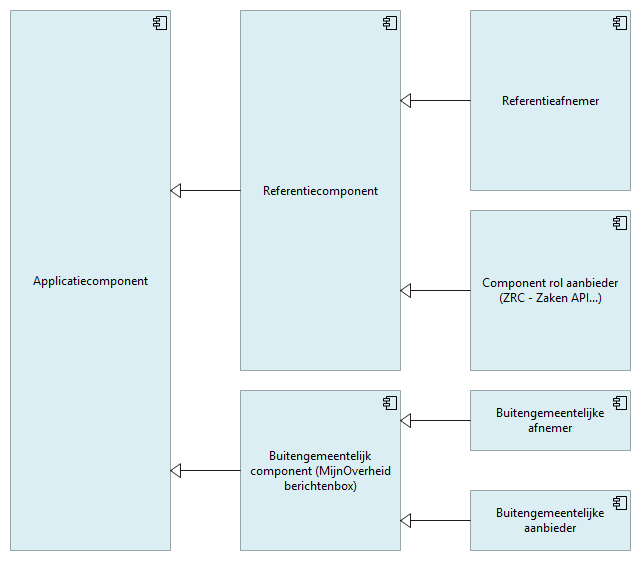 Applicatiecomponent
Referentiecomponent
Referentieafnemer
Component rol aanbieder
(ZRC - Zaken API...)
Buitengemeentelijk
component (MijnOverheid
berichtenbox)
Buitengemeentelijke
afnemer
Buitengemeentelijke
aanbieder